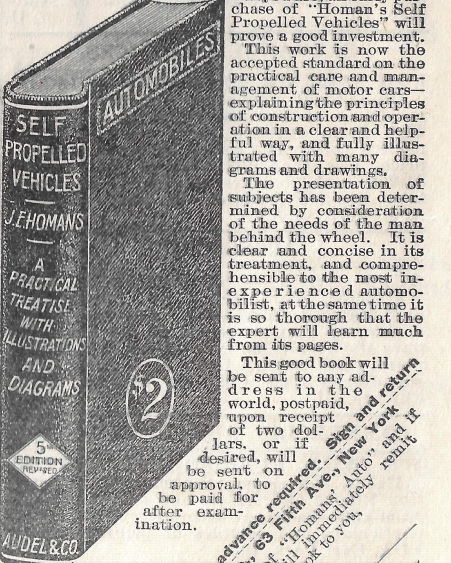 AUTOMOBILES
SELF
PROPELLED
VEHICLES
J.E.HOMANS
A
PRACTICAL
TREATISE
WITH
ILLUSTRATIONS
AND
DIAGRAMS
5TH
EDITION
REVISED
AUDEL & CO.
$2
chase of "Homan's Self
Propelled Vehicles" will
prove a good investment.
This work is now the
accepted standard on the
practical care and man-
agement of motor cars—
explaining the principles
of construction and oper-
ation in a clear and help-
ful way, and fully illus-
trated with many dia-
grams and drawings.
The presentation of
subjects has been deter-
mined by consideration
of the needs of the man
behind the wheel. It is
clear and concise in its
treatment, and compre-
hensible to the most in-
experienced automo-
bilist, at the same time it
is so thorough that the
expert will learn much
from its pages.
This good book will
be sent to any ad-
dress in the
world, postpaid,
upon receipt
of two dol-
lars, or if
desired, will
be sent on
approval, to
be paid for
after exam-
ination.
advance required. Sign and return
63 Fifth Ave., New York
of "Homans' Auto," and if
will immediately remit
ok to you,